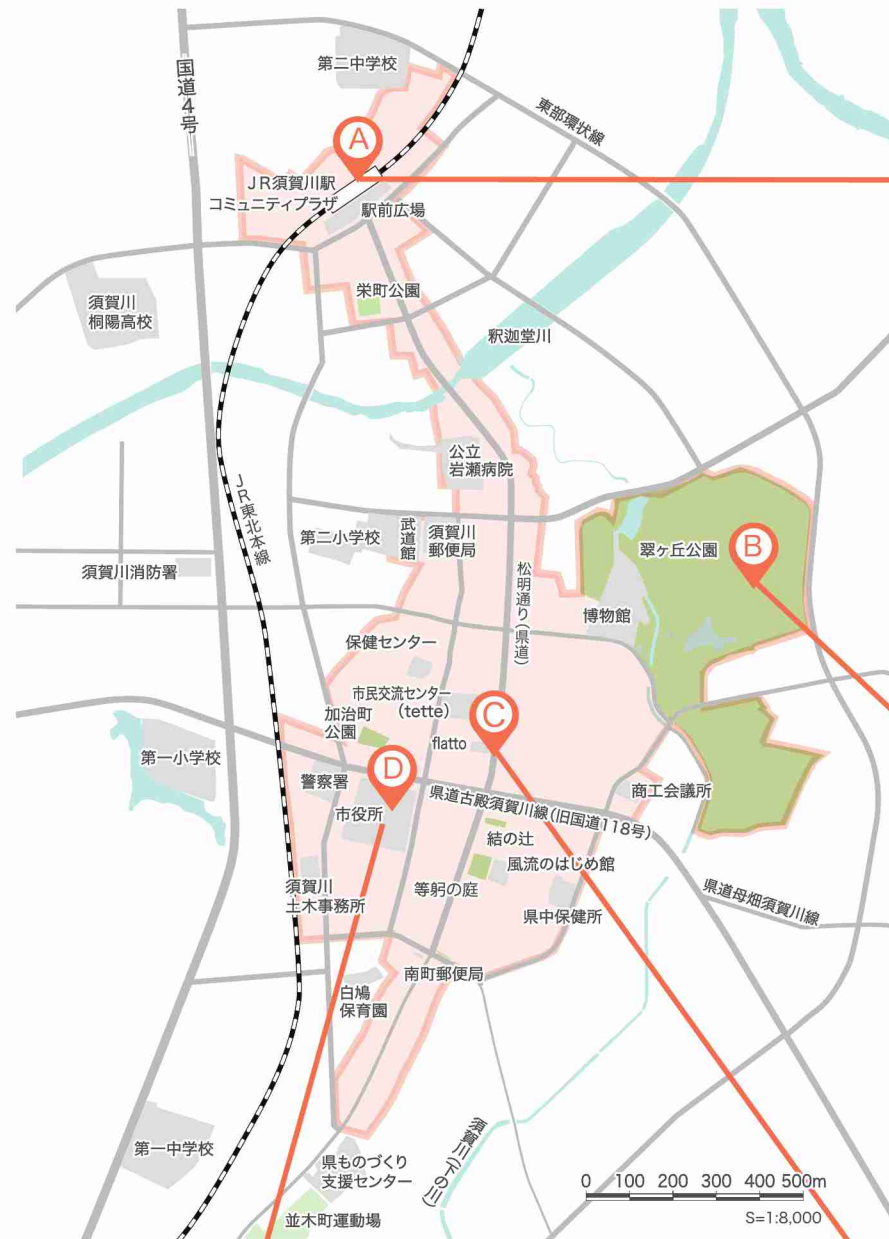 第二中学校
国道4号
東部環状線
A
JR須賀川駅
コミュニティプラザ
駅前広場
栄町公園
須賀川
桐陽高校
釈迦堂川
公立
岩瀬病院
JR東北本線
第二小学校
武道館
須賀川
郵便局
翠ヶ丘公園
B
須賀川消防署
松明通り(県道)
博物館
保健センター
市民交流センター
(tette)
C
加治町
公園
flatto
第一小学校
D
警察署
市役所
県道古殿須賀川線(旧国道118号)
商工会議所
結の辻
風流のはじめ館
須賀川
土木事務所
等躬の庭
県中保健所
県道母畑須賀川線
南町郵便局
白鳩
保育園
第一中学校
県ものづくり
支援センター
須賀川(下の川)
並木町運動場
0 100 200 300 400 500m
S=1:8,000